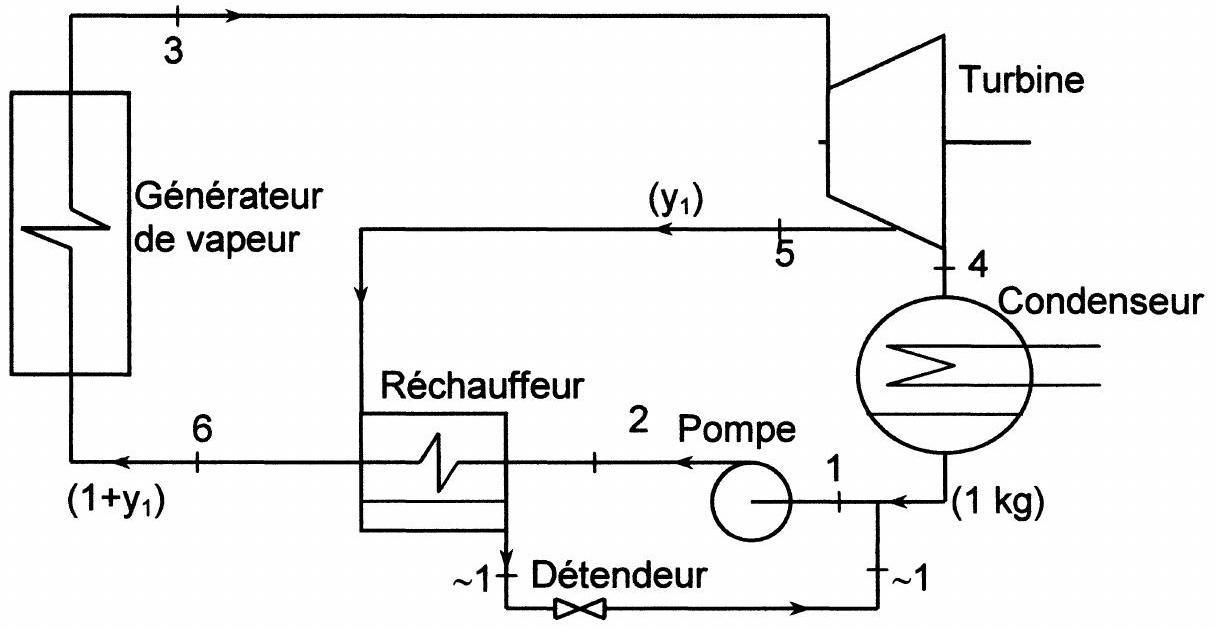 3
Turbine
Générateur
de vapeur
(y₁)
5
4
Condenseur
Réchauffeur
6
2
Pompe
1
(1+y₁)
(1 kg)
~1
Détendeur
~1